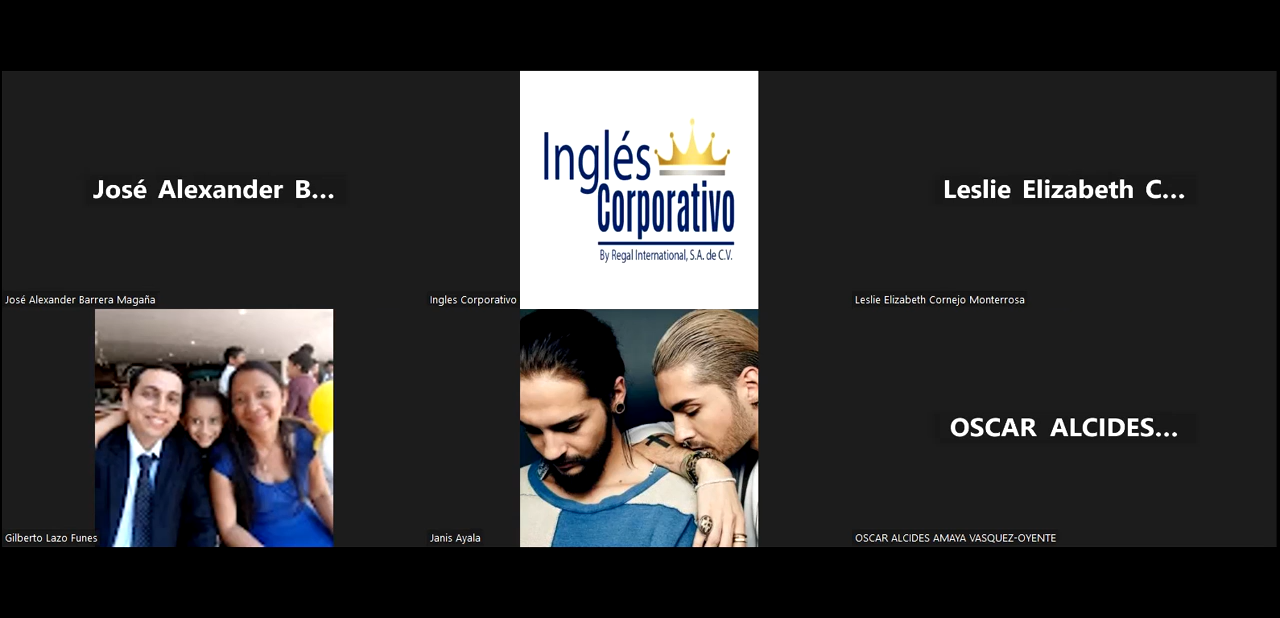 José Alexander B...
José Alexander Barrera Magaña
Inglés
Corporativo
By Regal International, S.A. de C.V.
Ingles Corporativo
Leslie Elizabeth C...
Leslie Elizabeth Cornejo Monterrosa
Gilberto Lazo Funes
Janis Ayala
OSCAR ALCIDES...
OSCAR ALCIDES AMAYA VASQUEZ-OYENTE